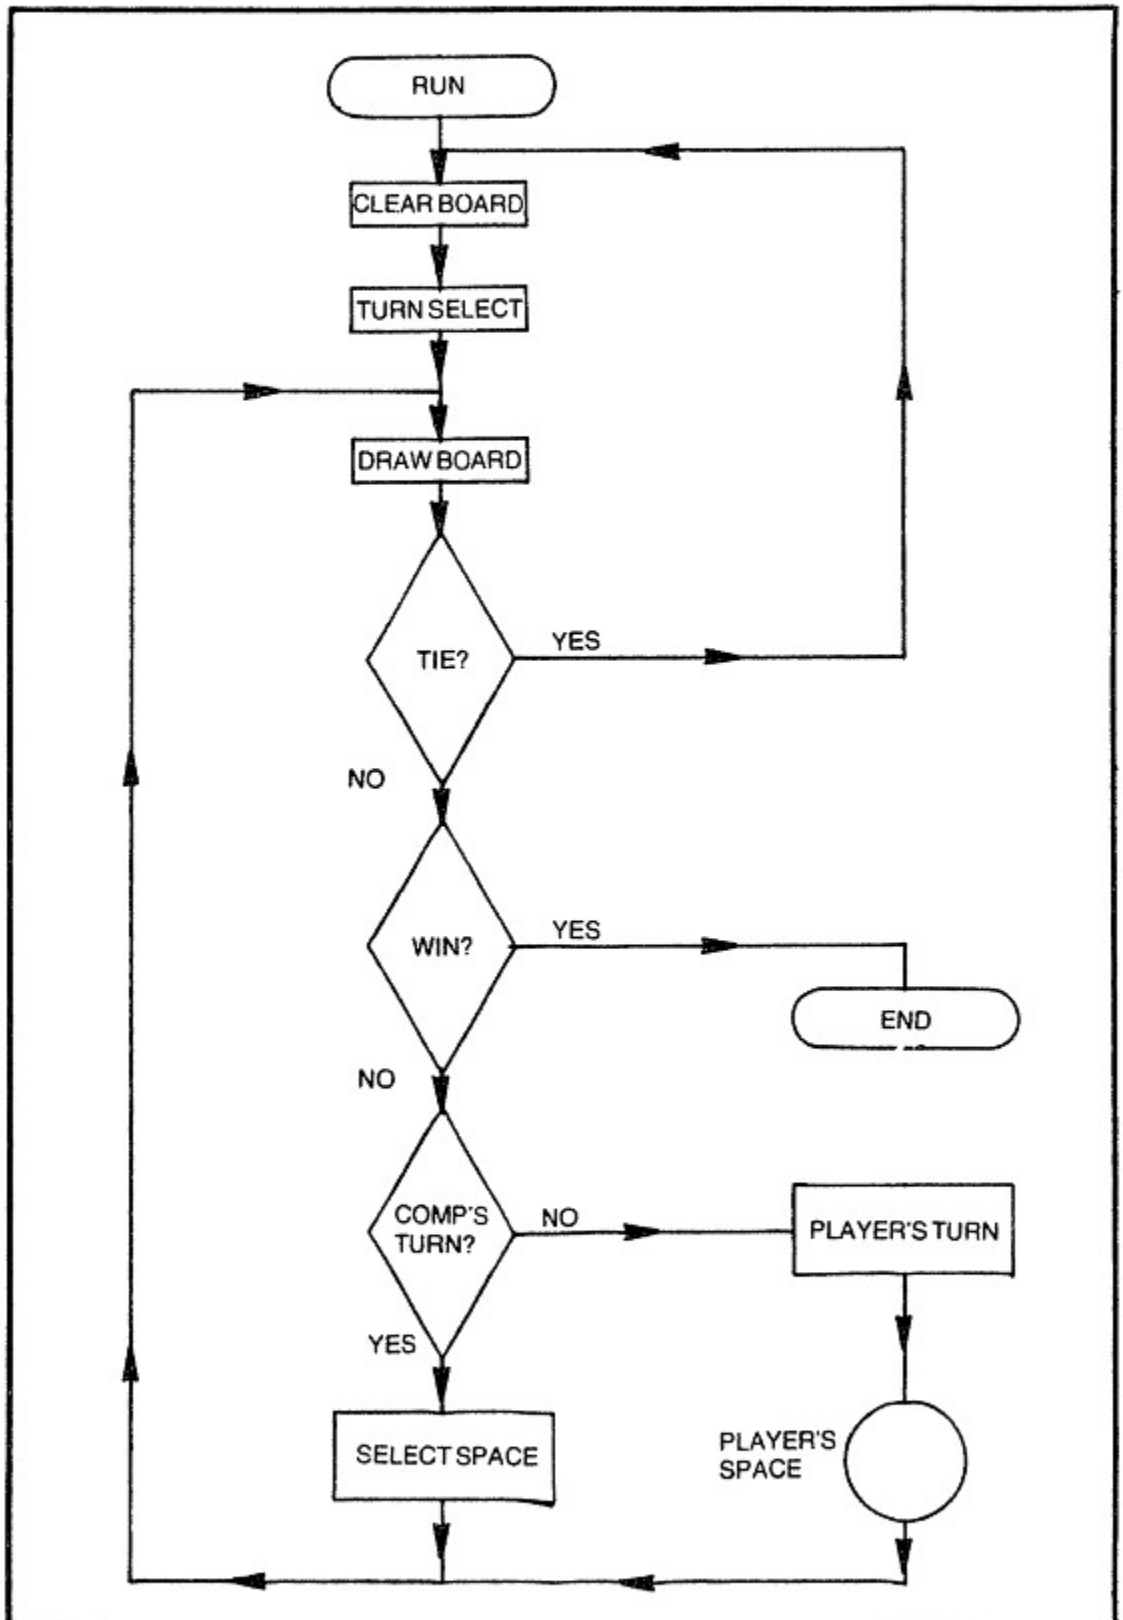 RUN
CLEAR BOARD
TURN SELECT
DRAW BOARD
TIE?
YES
NO
WIN?
YES
END
NO
COMP'S
TURN?
NO
PLAYER'S TURN
YES
SELECT SPACE
PLAYER'S
SPACE